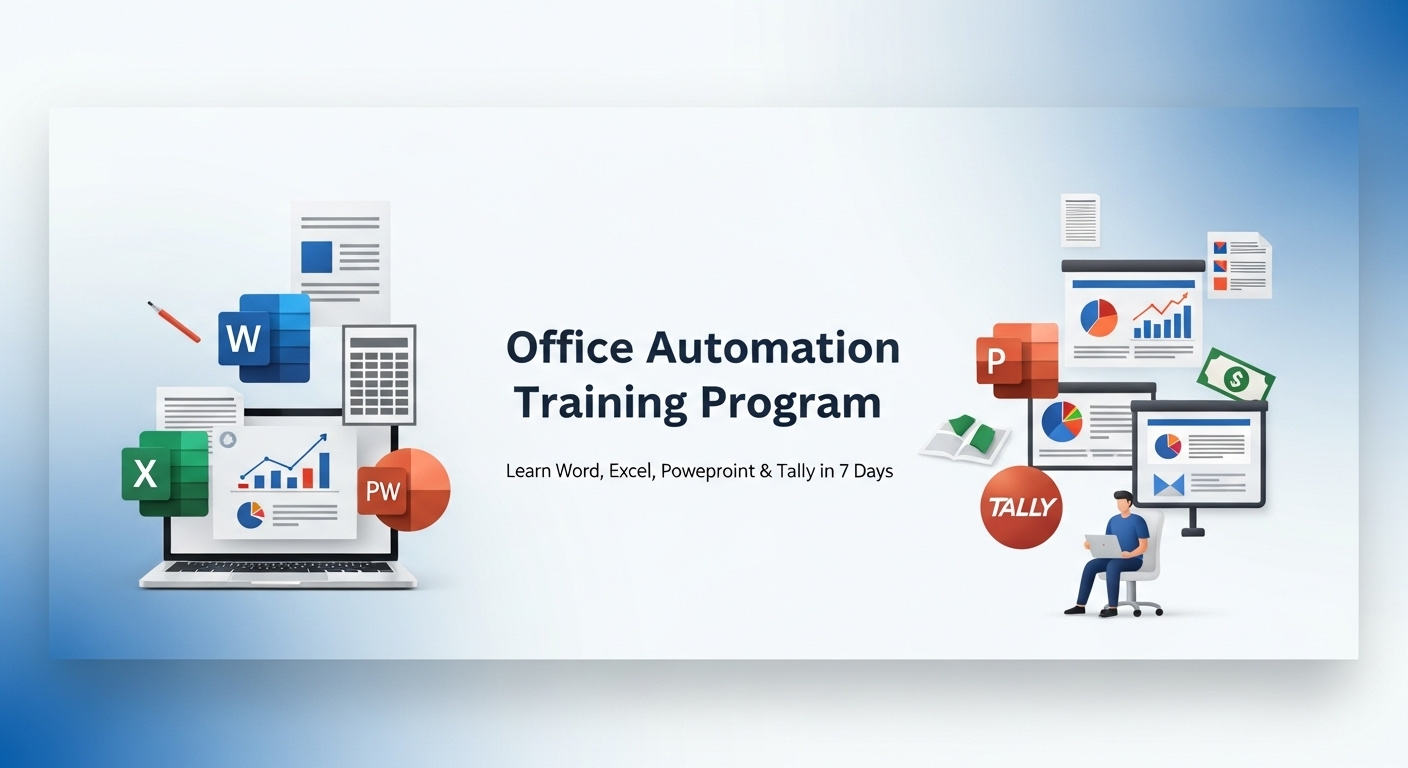 W
X
PW
Office Automation
Training Program
Learn Word, Excel, Poweproint & Tally in 7 Days
P
$
TALLY